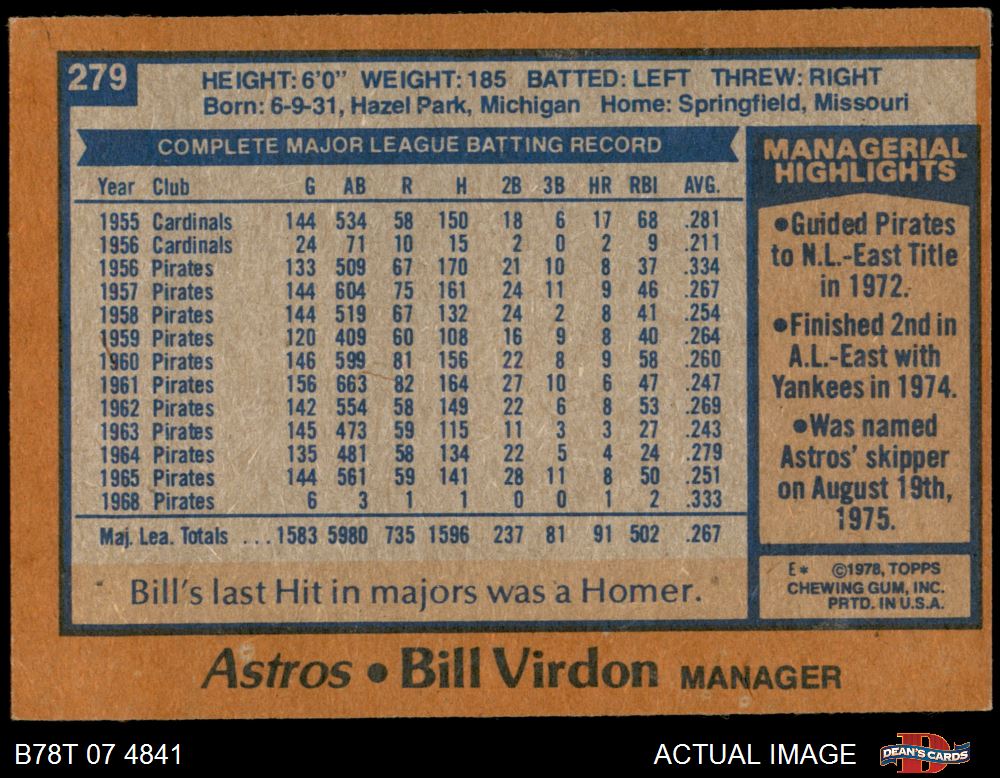 279
HEIGHT: 6'0" WEIGHT: 185 BATTED: LEFT THREW: RIGHT
Born: 6-9-31, Hazel Park, Michigan Home: Springfield, Missouri
COMPLETE MAJOR LEAGUE BATTING RECORD
Year Club G AB R H 2B 3B HR RBI AVG.
1955 Cardinals 144 534 58 150 18 6 17 68 .281
1956 Cardinals 24 71 10 15 2 0 2 9 .211
1956 Pirates 133 509 67 170 21 10 8 37 .334
1957 Pirates 144 604 75 161 24 11 9 46 .267
1958 Pirates 144 519 67 132 24 2 8 41 .254
1959 Pirates 120 409 60 108 16 9 8 40 .264
1960 Pirates 146 599 81 156 22 8 9 58 .260
1961 Pirates 156 663 82 164 27 10 6 47 .247
1962 Pirates 142 554 58 149 22 6 8 53 .269
1963 Pirates 145 473 59 115 11 3 3 27 .243
1964 Pirates 135 481 58 134 22 5 4 24 .279
1965 Pirates 144 561 59 141 28 11 8 50 .251
1968 Pirates 6 3 1 1 0 0 1 2 .333
Maj. Lea. Totals ...1583 5980 735 1596 237 81 91 502 .267
Bill's last Hit in majors was a Homer.
MANAGERIAL
HIGHLIGHTS
●Guided Pirates
to N.L.-East Title
in 1972.
●Finished 2nd in
A.L.-East with
Yankees in 1974.
●Was named
Astros' skipper
on August 19th,
1975.
E* ©1978, TOPPS
CHEWING GUM, INC.
PRTD. IN U.S.A.
Astros • Bill Virdon MANAGER
B78T 07 4841
ACTUAL IMAGE
D
DEAN'S CARDS